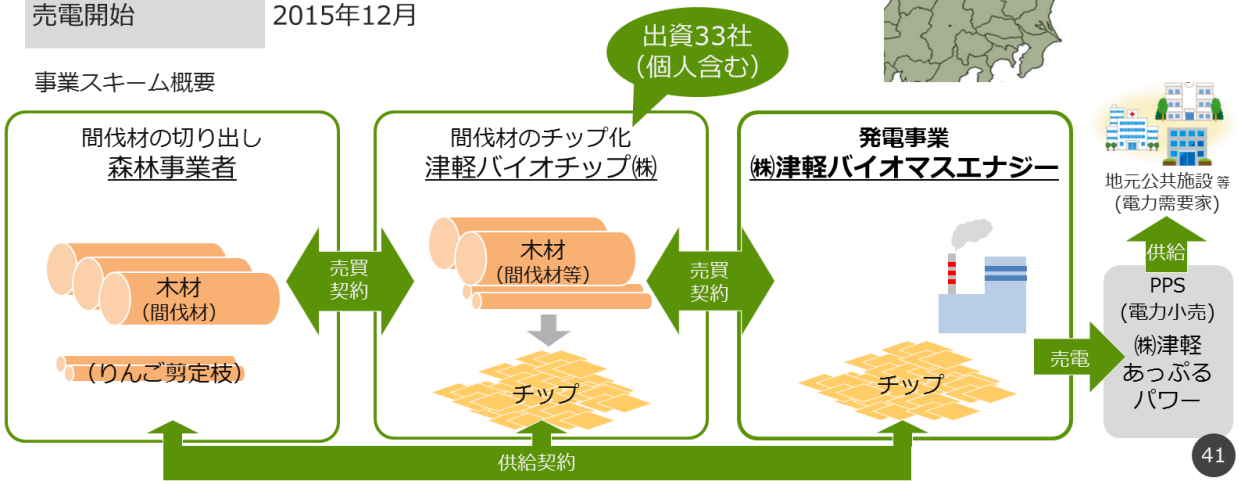 売電開始 2015年12月
出資33社
(個人含む)
事業スキーム概要
間伐材の切り出し
森林事業者
木材
(間伐材)
(りんご剪定枝)
売買
契約
間伐材のチップ化
津軽バイオチップ㈱
木材
(間伐材等)
チップ
売買
契約
発電事業
㈱津軽バイオマスエナジー
チップ
売電
地元公共施設 等
(電力需要家)
供給
PPS
(電力小売)
㈱津軽
あっぷる
パワー
供給契約
41